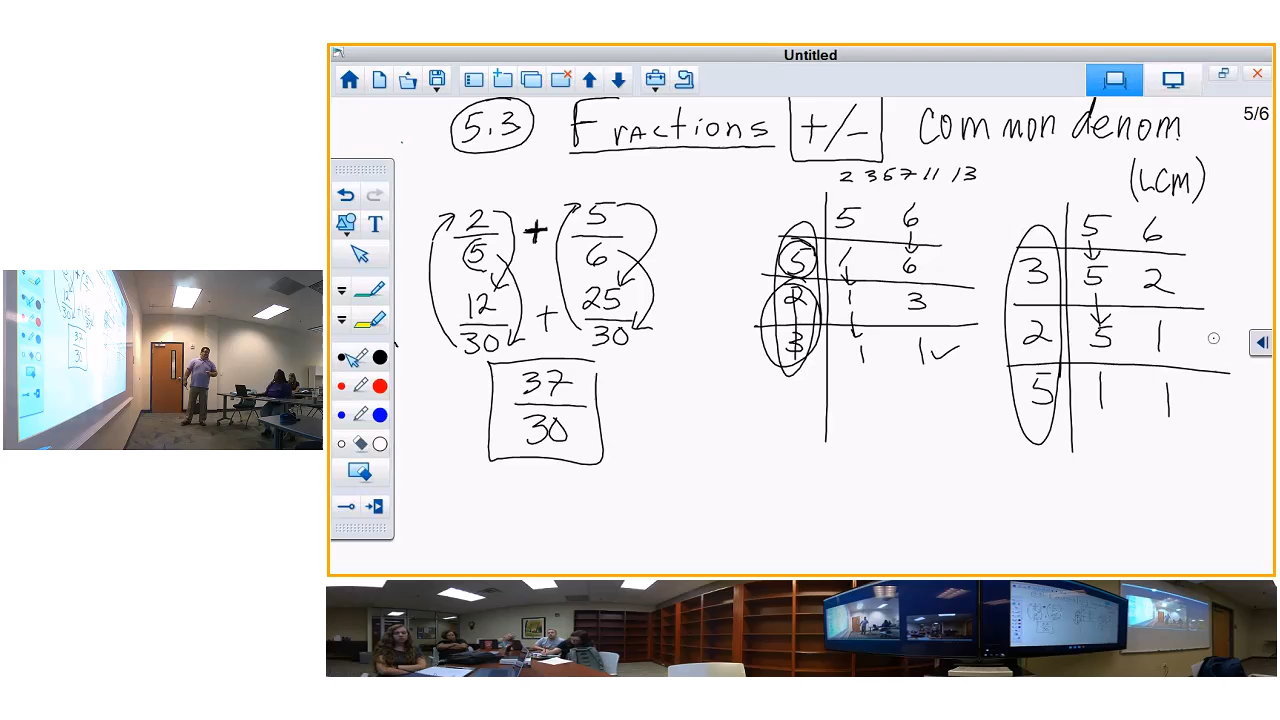 Untitled
5/6
5.3 Fractions +/- Common denom.
(LCM)
2 3 5 7 11 13
2/5 + 5/6
12/30 + 25/30
37/30
5 6
5 1 6
2 1 3
3 1 1✓
5 6
3 5 2
2 5 1
5 1 1
T